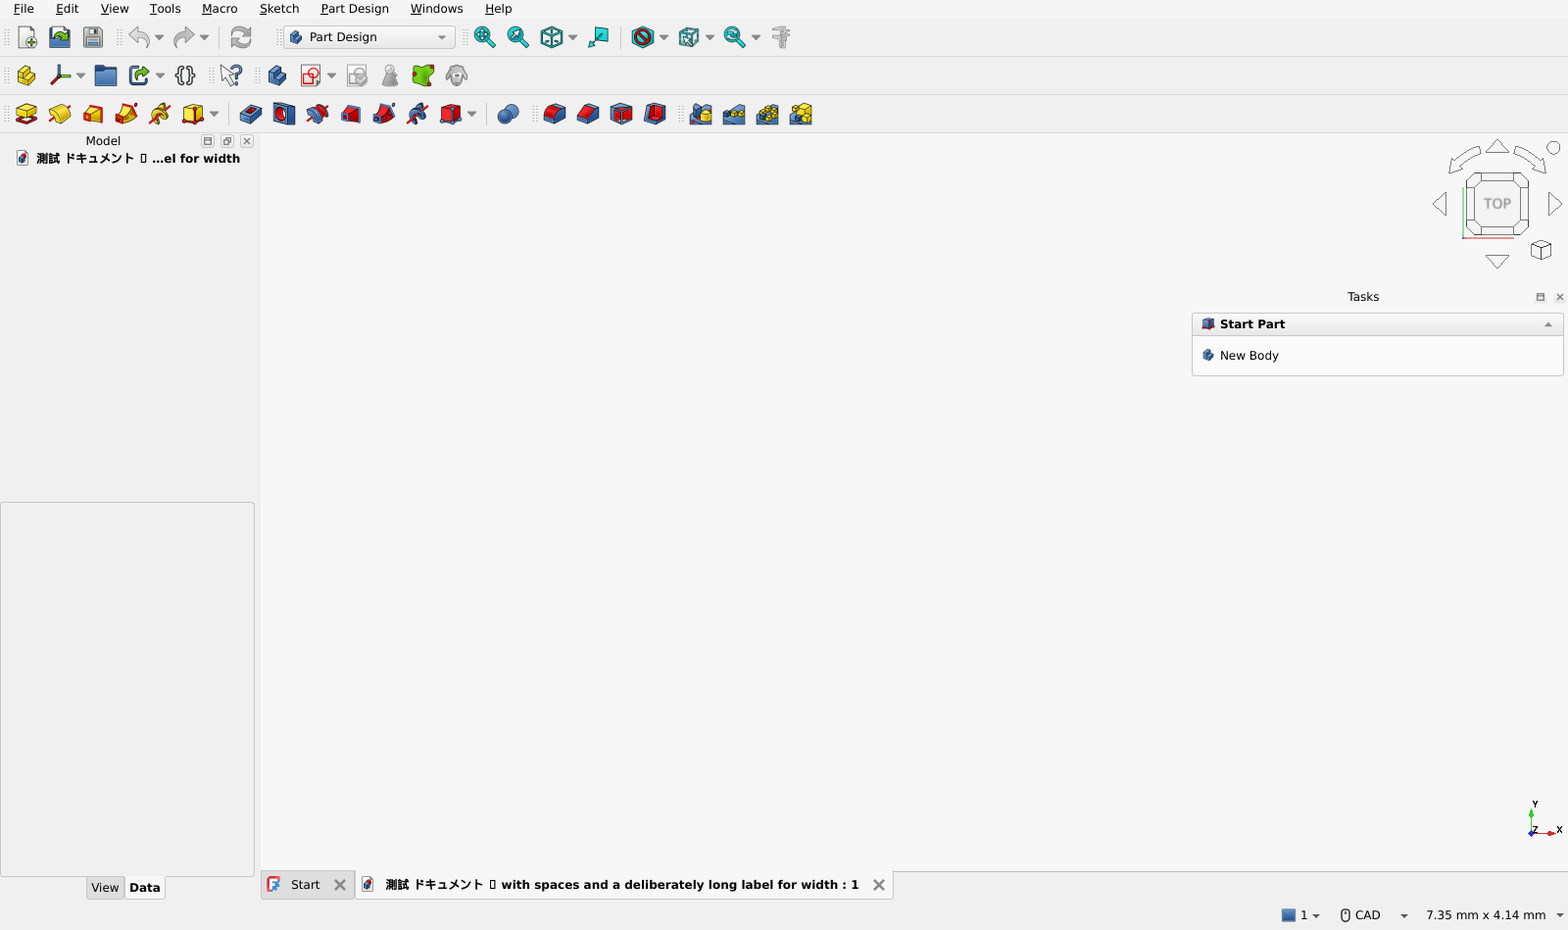 File Edit View Tools Macro Sketch Part Design Windows Help
Part Design
Model
測試 ドキュメント ▯ ...el for width
TOP
Tasks
Start Part
New Body
Y
Z X
View Data
Start
測試 ドキュメント ▯ with spaces and a deliberately long label for width : 1
1 CAD 7.35 mm x 4.14 mm